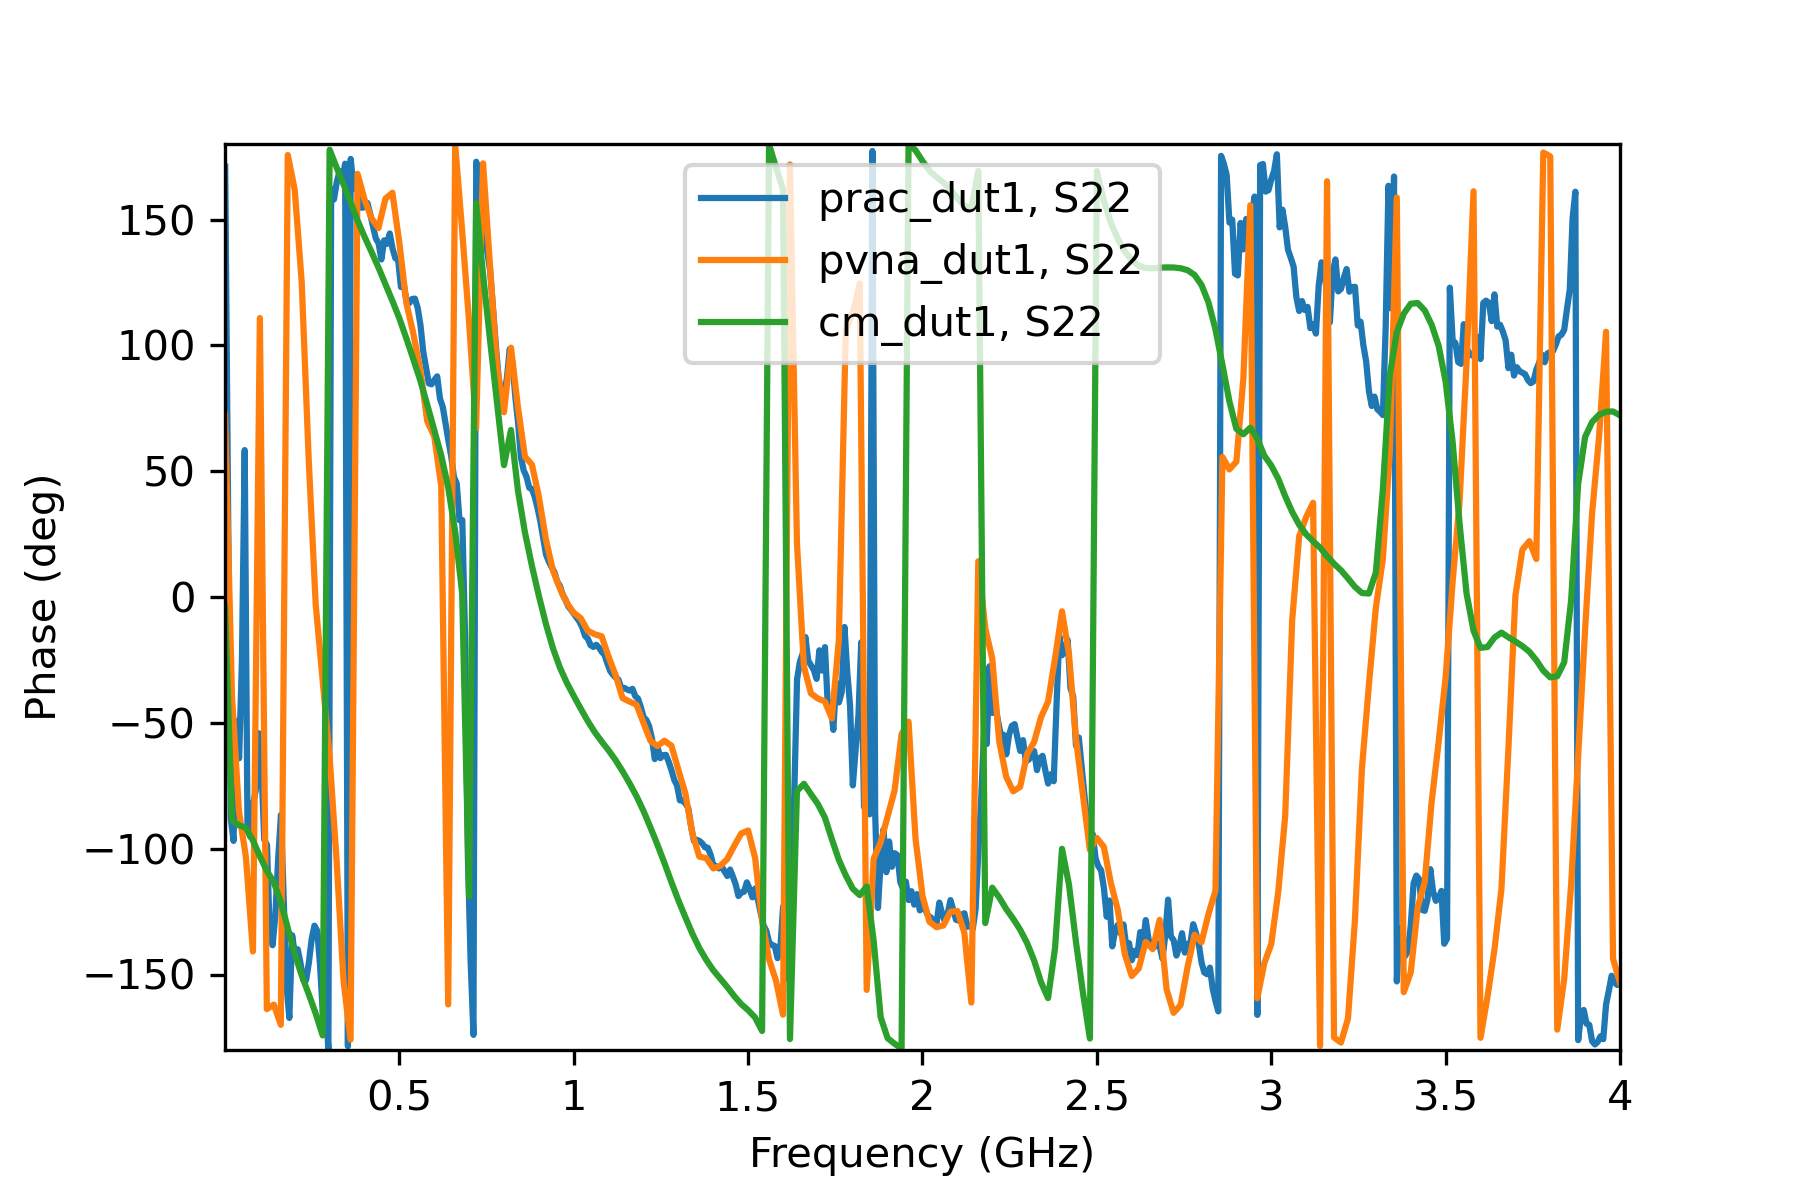 prac_dut1, S22
pvna_dut1, S22
cm_dut1, S22
150
100
50
0
−50
−100
−150
Phase (deg)
0.5 1 1.5 2 2.5 3 3.5 4
Frequency (GHz)